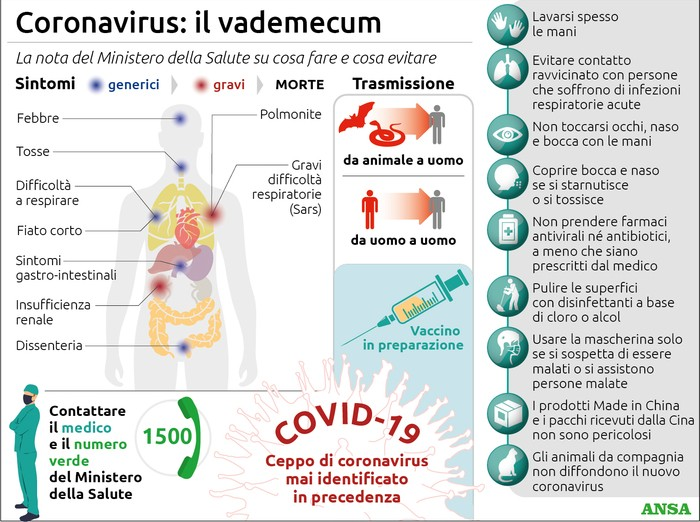 Coronavirus: il vademecum
La nota del Ministero della Salute su cosa fare e cosa evitare
Sintomi generici gravi MORTE
Febbre
Tosse
Difficoltà
a respirare
Fiato corto
Sintomi
gastro-intestinali
Insufficienza
renale
Dissenteria
Polmonite
Gravi
difficoltà
respiratorie
(Sars)
Trasmissione
da animale a uomo
da uomo a uomo
Vaccino
in preparazione
Contattare
il medico
e il numero
verde
del Ministero
della Salute
1500
COVID-19
Ceppo di coronavirus
mai identificato
in precedenza
Lavarsi spesso
le mani
Evitare contatto
ravvicinato con persone
che soffrono di infezioni
respiratorie acute
Non toccarsi occhi, naso
e bocca con le mani
Coprire bocca e naso
se si starnutisce
o si tossisce
Non prendere farmaci
antivirali né antibiotici,
a meno che siano
prescritti dal medico
Pulire le superfici
con disinfettanti a base
di cloro o alcol
Usare la mascherina solo
se si sospetta di essere
malati o si assistono
persone malate
I prodotti Made in China
e i pacchi ricevuti dalla Cina
non sono pericolosi
Gli animali da compagnia
non diffondono il nuovo
coronavirus
ANSA